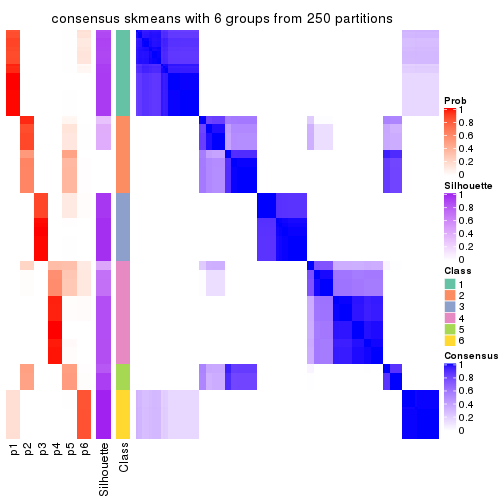 consensus skmeans with 6 groups from 250 partitions
Prob
1
0.8
0.6
0.4
0.2
0
Silhouette
1
0.8
0.6
0.4
0.2
0
Class
1
2
3
4
5
6
Consensus
1
0.8
0.6
0.4
0.2
0
p1
p2
p3
p4
p5
p6
Silhouette
Class